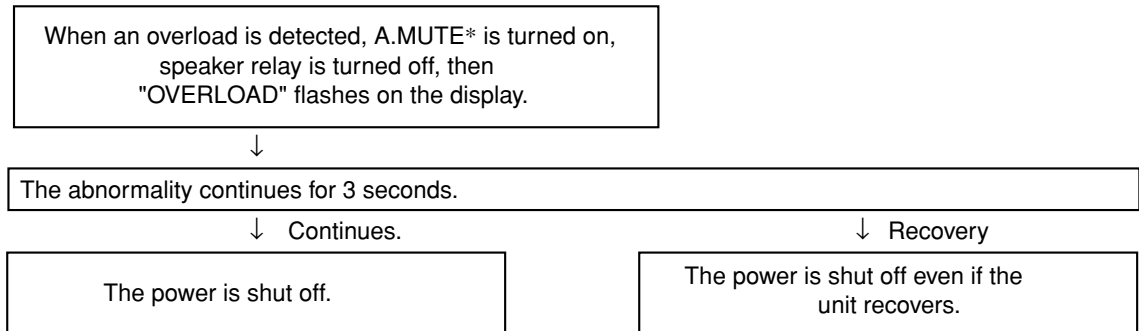 When an overload is detected, A.MUTE* is turned on,
speaker relay is turned off, then
"OVERLOAD" flashes on the display.
↓
The abnormality continues for 3 seconds.
↓ Continues.
↓ Recovery
The power is shut off.
The power is shut off even if the
unit recovers.